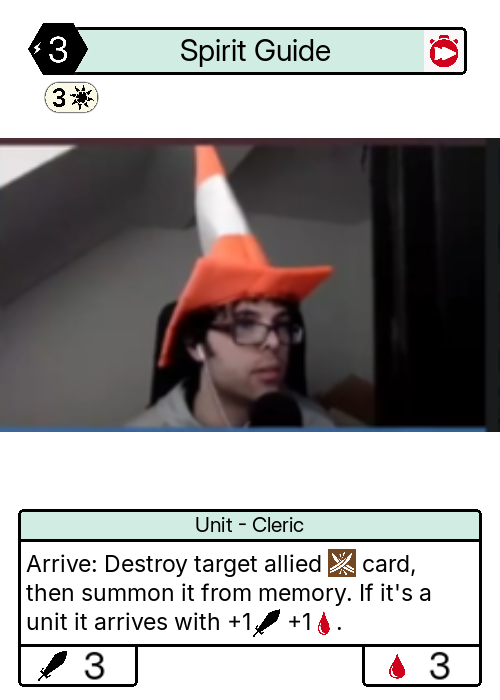 3 Spirit Guide
3
Unit - Cleric
Arrive: Destroy target allied card,
then summon it from memory. If it's a
unit it arrives with +1 +1 .
3 3